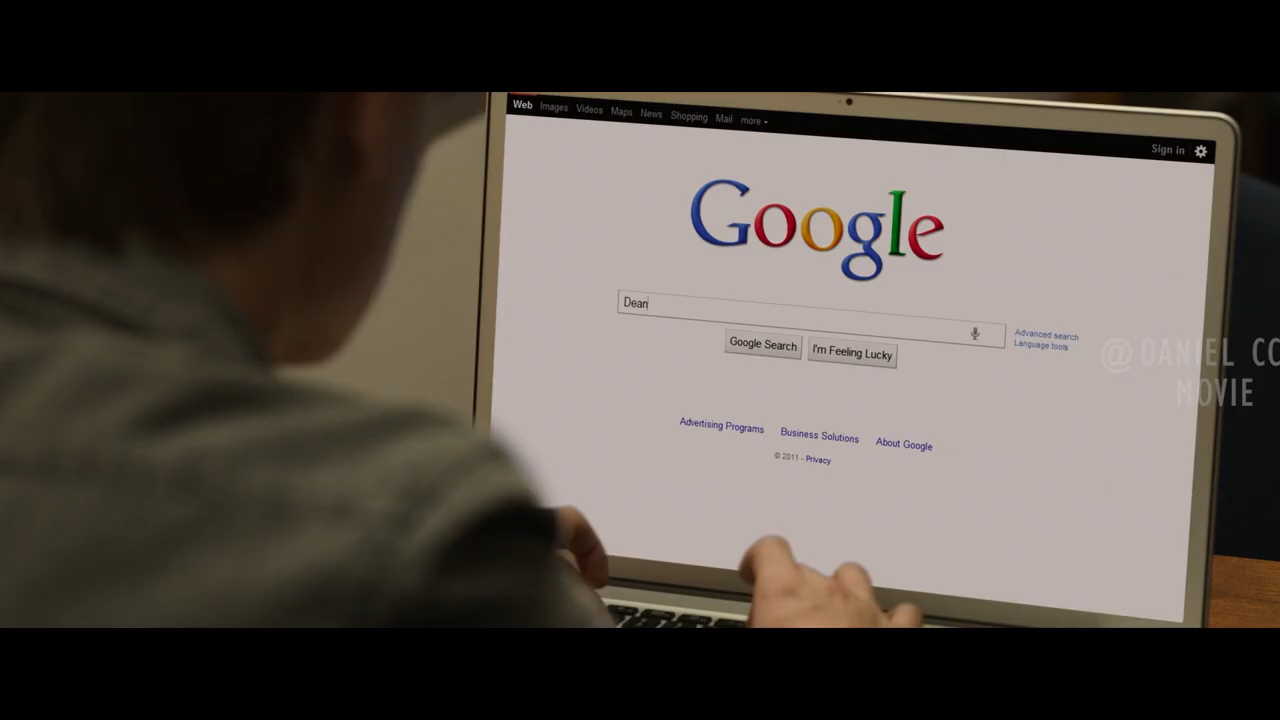 Web Images Videos Maps News Shopping Mail more
Sign in
Google
Dean
Advanced search
Language tools
Google Search I'm Feeling Lucky
@DANIEL CO
MOVIE
Advertising Programs Business Solutions About Google
© 2011 - Privacy